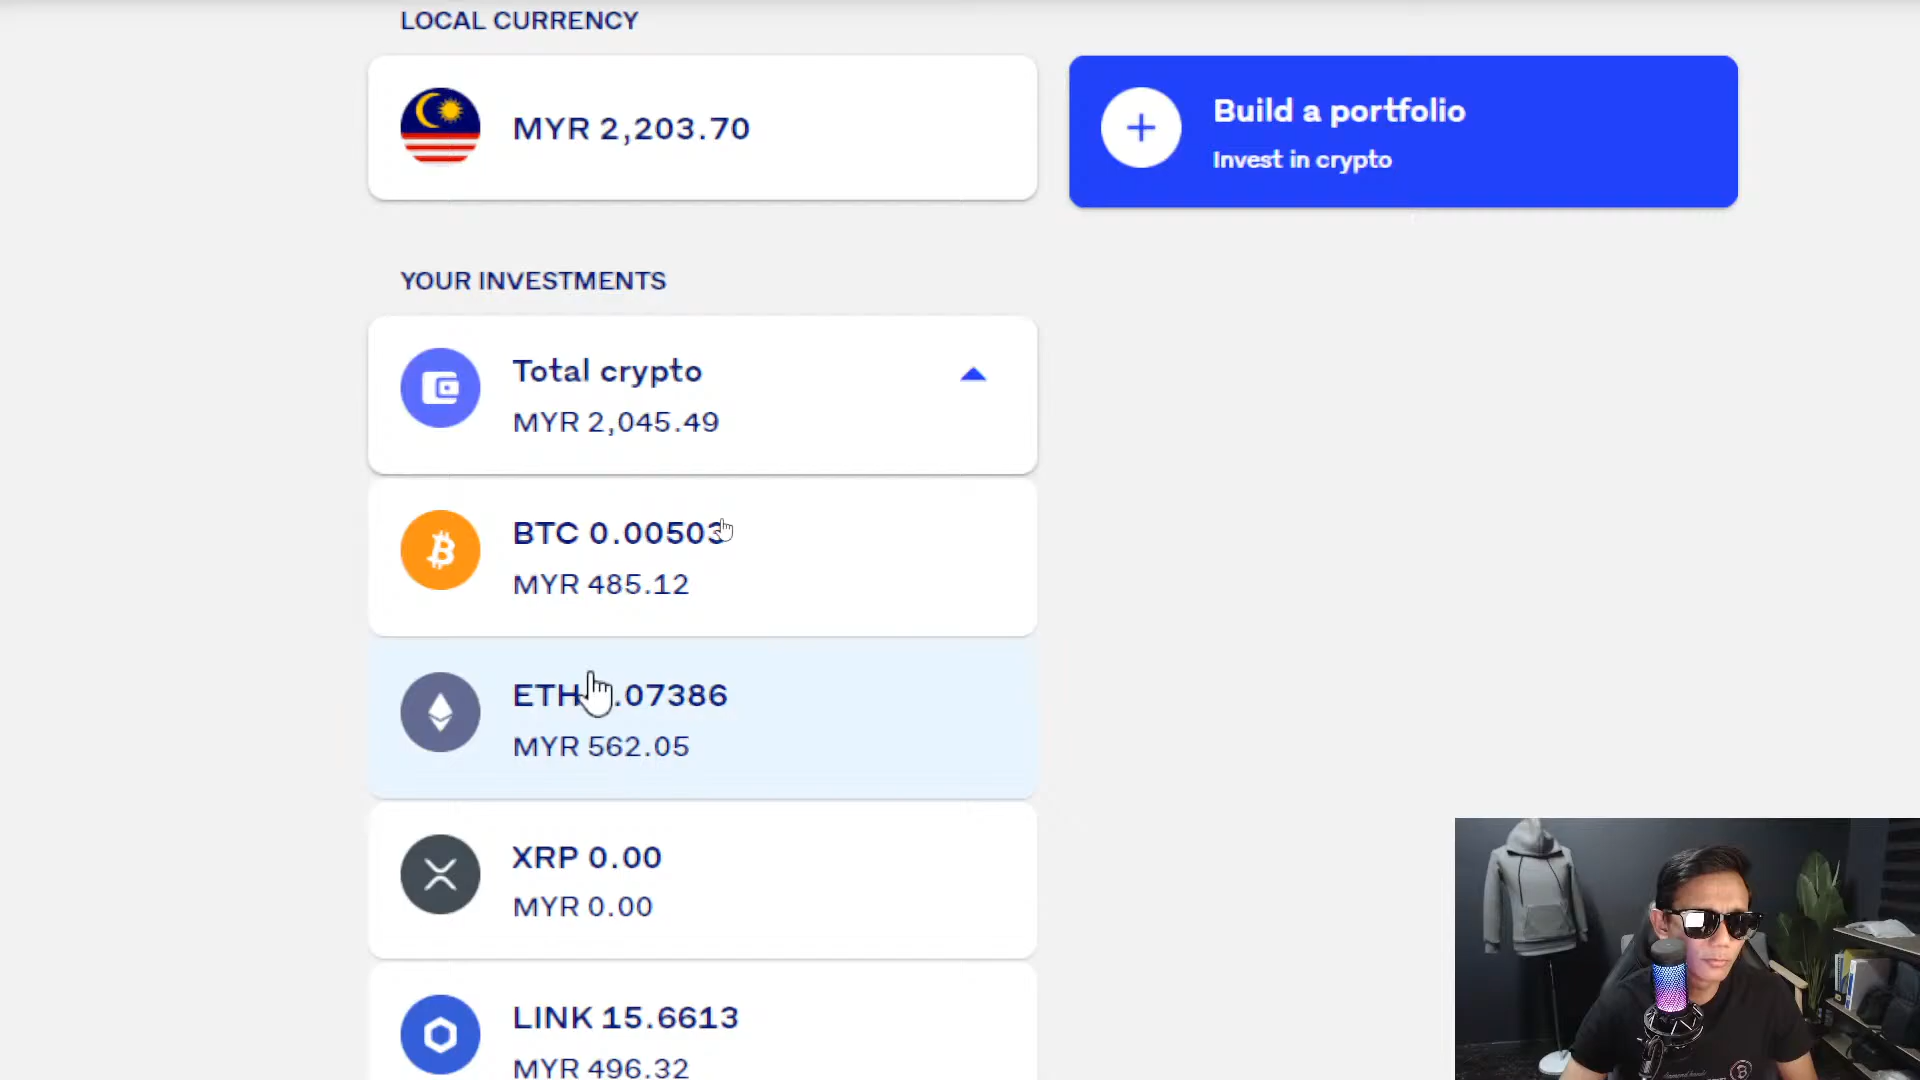 LOCAL CURRENCY
MYR 2,203.70
Build a portfolio
Invest in crypto
YOUR INVESTMENTS
Total crypto
MYR 2,045.49
BTC 0.00503
MYR 485.12
ETH .07386
MYR 562.05
XRP 0.00
MYR 0.00
LINK 15.6613
MYR 496.32